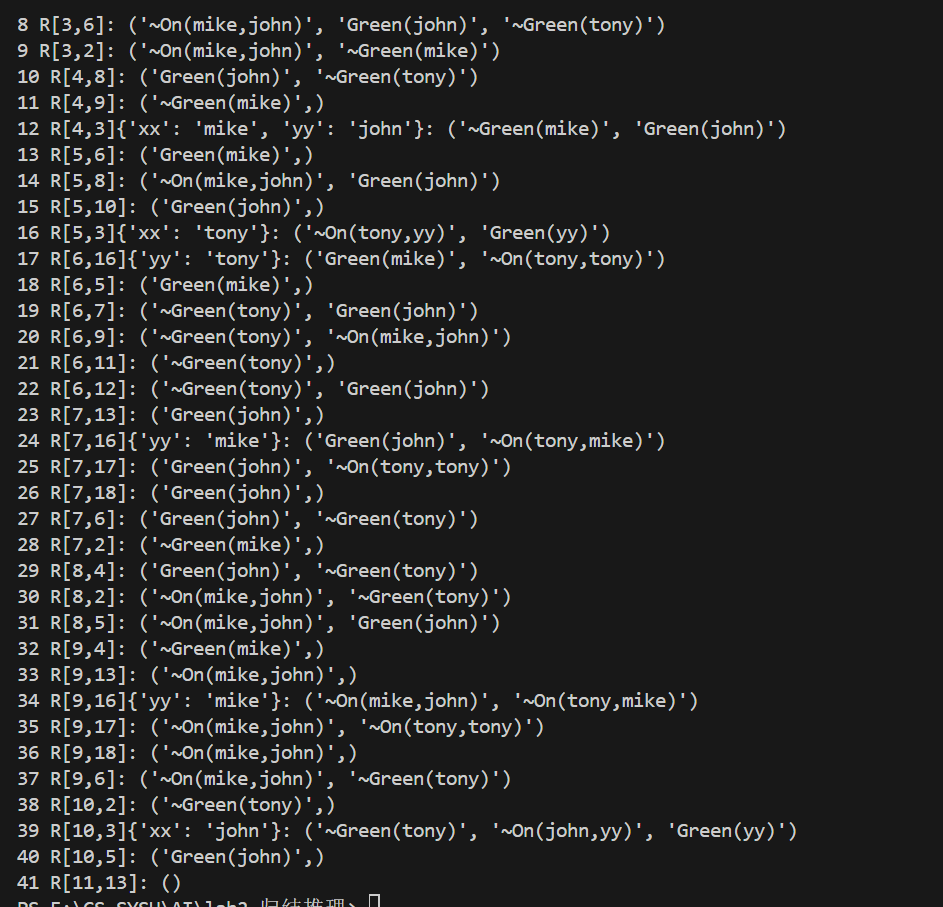 8 R[3,6]: ('~On(mike,john)', 'Green(john)', '~Green(tony)')
9 R[3,2]: ('~On(mike,john)', '~Green(mike)')
10 R[4,8]: ('Green(john)', '~Green(tony)')
11 R[4,9]: ('~Green(mike)',)
12 R[4,3]{'xx': 'mike', 'yy': 'john'}: ('~Green(mike)', 'Green(john)')
13 R[5,6]: ('Green(mike)',)
14 R[5,8]: ('~On(mike,john)', 'Green(john)')
15 R[5,10]: ('Green(john)',)
16 R[5,3]{'xx': 'tony'}: ('~On(tony,yy)', 'Green(yy)')
17 R[6,16]{'yy': 'tony'}: ('Green(mike)', '~On(tony,tony)')
18 R[6,5]: ('Green(mike)',)
19 R[6,7]: ('~Green(tony)', 'Green(john)')
20 R[6,9]: ('~Green(tony)', '~On(mike,john)')
21 R[6,11]: ('~Green(tony)',)
22 R[6,12]: ('~Green(tony)', 'Green(john)')
23 R[7,13]: ('Green(john)',)
24 R[7,16]{'yy': 'mike'}: ('Green(john)', '~On(tony,mike)')
25 R[7,17]: ('Green(john)', '~On(tony,tony)')
26 R[7,18]: ('Green(john)',)
27 R[7,6]: ('Green(john)', '~Green(tony)')
28 R[7,2]: ('~Green(mike)',)
29 R[8,4]: ('Green(john)', '~Green(tony)')
30 R[8,2]: ('~On(mike,john)', '~Green(tony)')
31 R[8,5]: ('~On(mike,john)', 'Green(john)')
32 R[9,4]: ('~Green(mike)',)
33 R[9,13]: ('~On(mike,john)',)
34 R[9,16]{'yy': 'mike'}: ('~On(mike,john)', '~On(tony,mike)')
35 R[9,17]: ('~On(mike,john)', '~On(tony,tony)')
36 R[9,18]: ('~On(mike,john)',)
37 R[9,6]: ('~On(mike,john)', '~Green(tony)')
38 R[10,2]: ('~Green(tony)',)
39 R[10,3]{'xx': 'john'}: ('~Green(tony)', '~On(john,yy)', 'Green(yy)')
40 R[10,5]: ('Green(john)',)
41 R[11,13]: ()